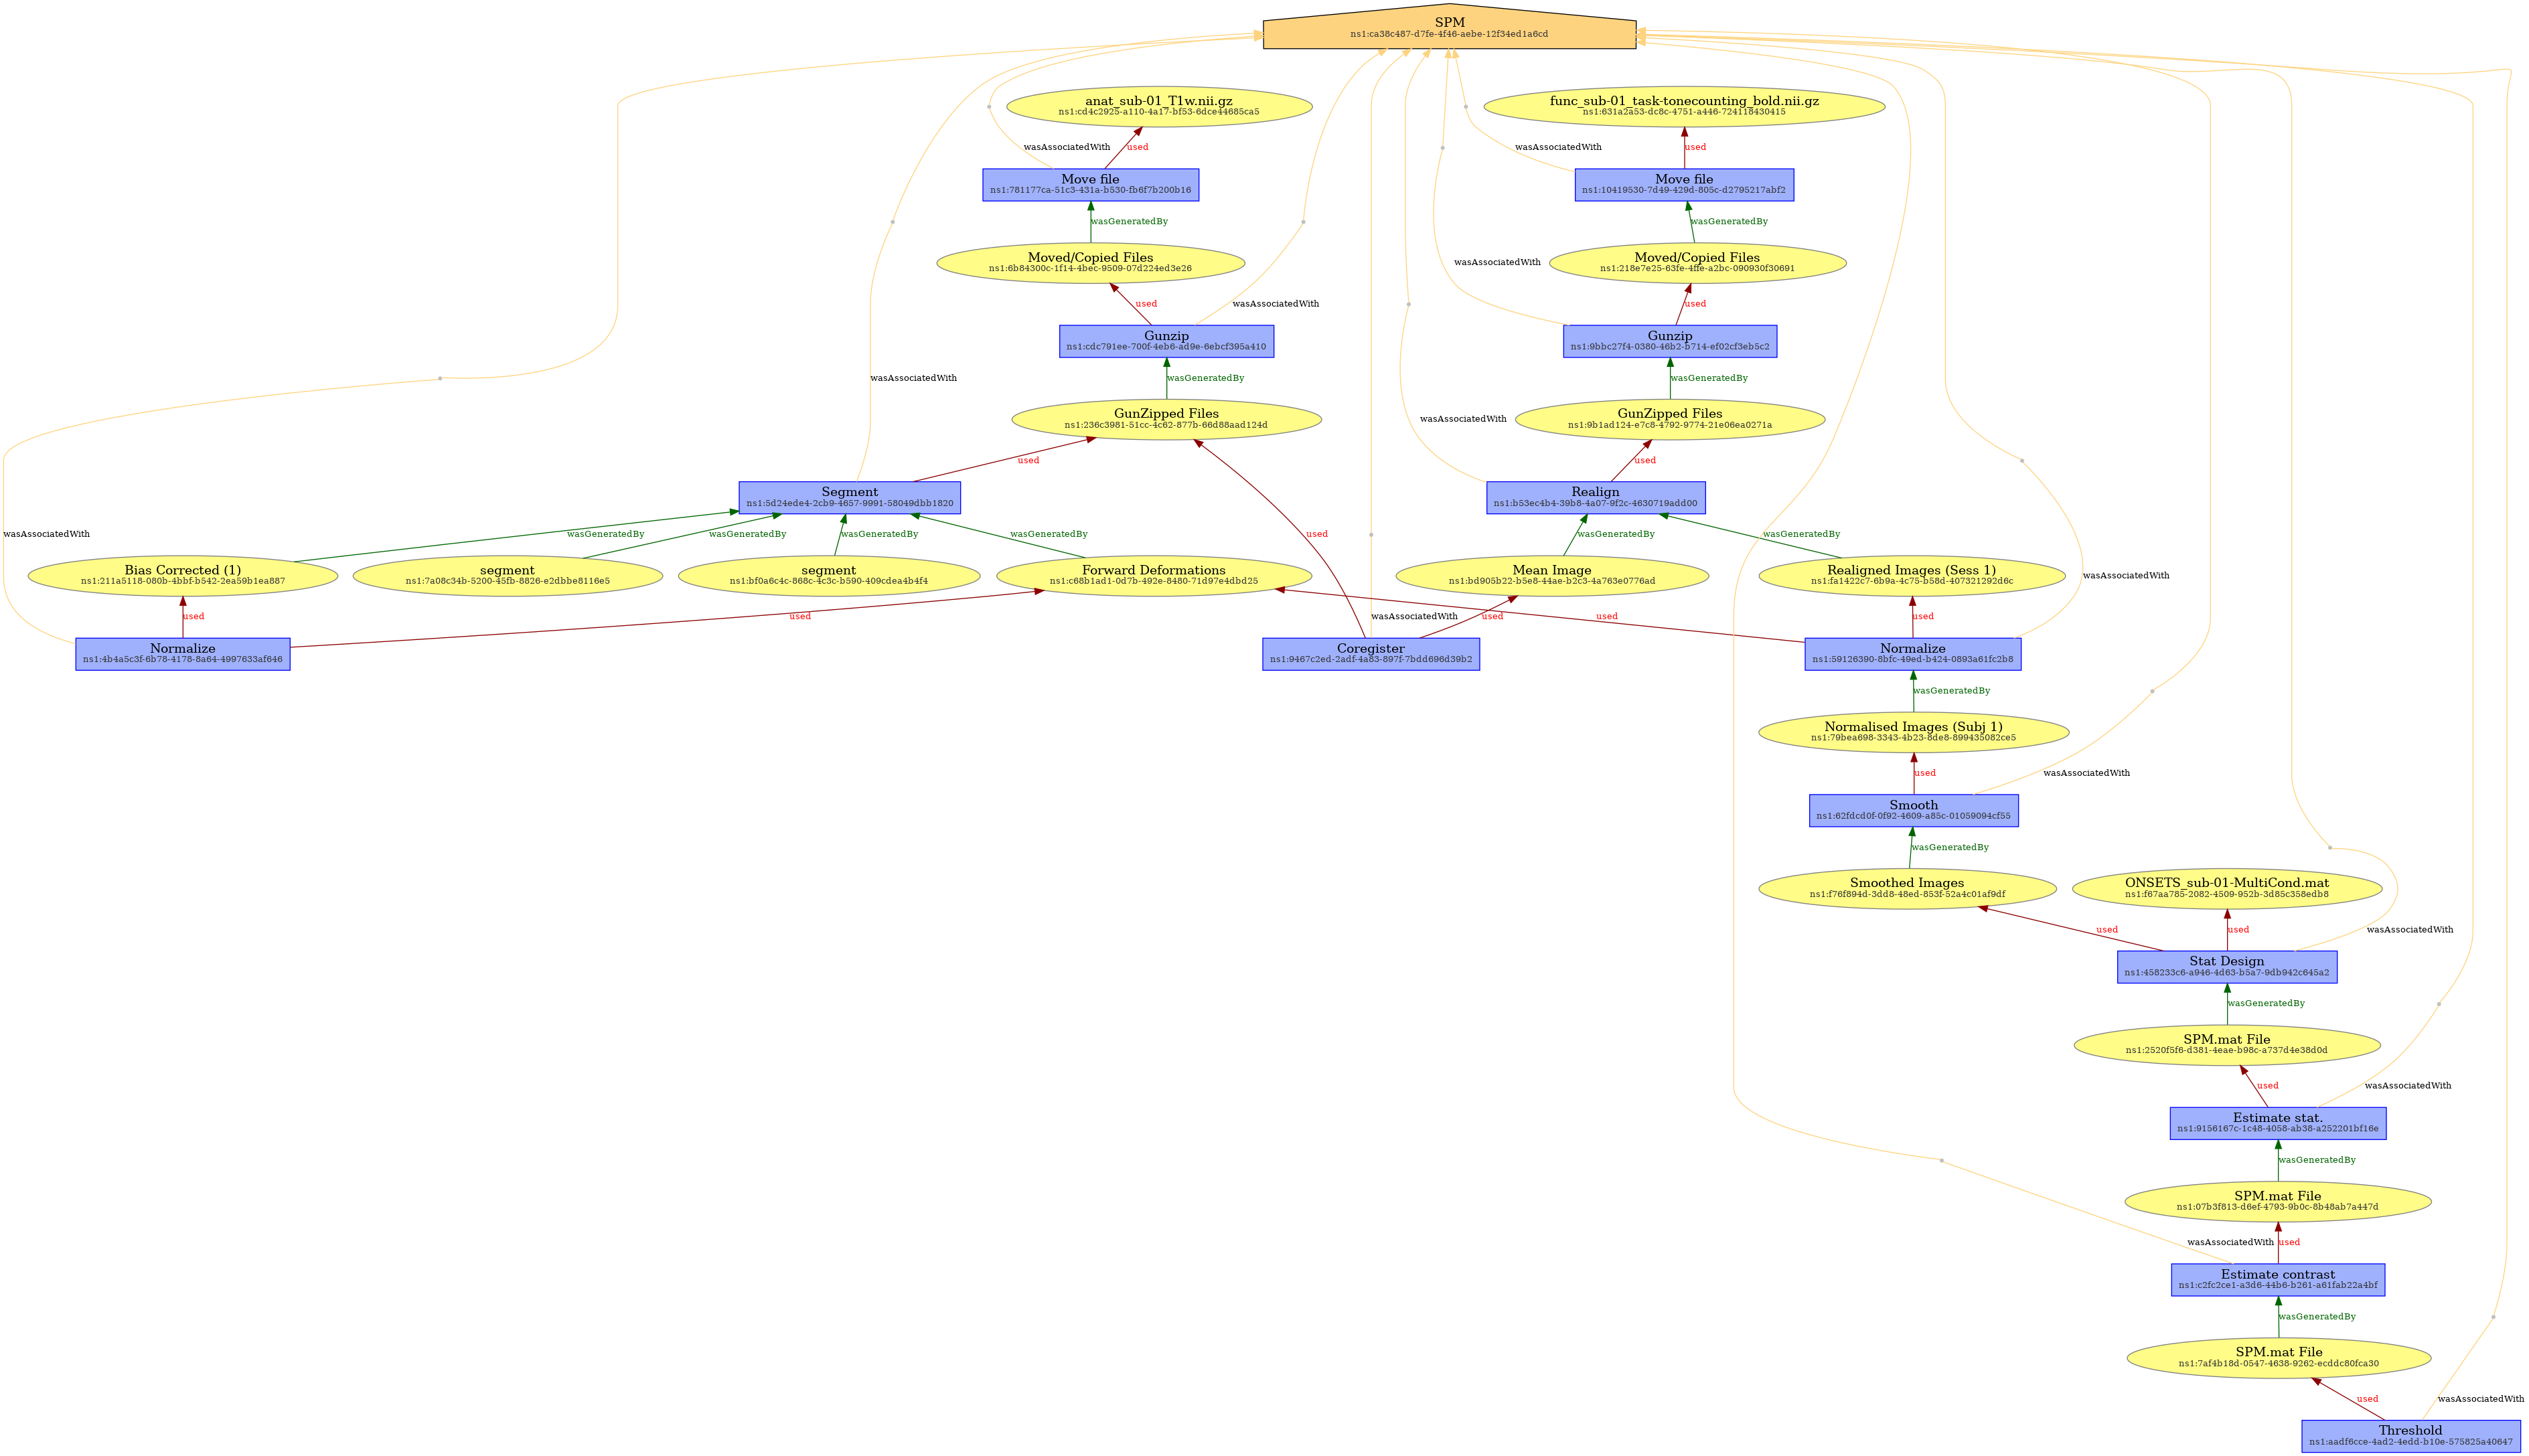 SPM
ns1:ca38c487-d7fe-4f46-aebe-12f34ed1a6cd
anat_sub-01_T1w.nii.gz
ns1:cd4c2925-a110-4a17-bf53-6dce44685ca5
func_sub-01_task-tonecounting_bold.nii.gz
ns1:631a2a53-dc8c-4751-a446-724118430415
wasAssociatedWith
used
wasAssociatedWith
used
Move file
ns1:781177ca-51c3-431a-b530-fb6f7b200b16
Move file
ns1:10419530-7d49-429d-805c-d2795217abf2
wasGeneratedBy
wasGeneratedBy
Moved/Copied Files
ns1:6b84300c-1f14-4bec-9509-07d224ed3e26
wasAssociatedWith
Moved/Copied Files
ns1:218e7e25-63fe-4ffe-a2bc-090930f30691
used
wasAssociatedWith
used
Gunzip
ns1:cdc791ee-700f-4eb6-ad9e-6ebcf395a410
Gunzip
ns1:9bbc27f4-0380-46b2-b714-ef02cf3eb5c2
wasAssociatedWith
wasGeneratedBy
wasGeneratedBy
GunZipped Files
ns1:236c3981-51cc-4c62-877b-66d88aad124d
wasAssociatedWith
GunZipped Files
ns1:9b1ad124-e7c8-4792-9774-21e06ea0271a
used
used
Segment
ns1:5d24ede4-2cb9-4657-9991-58049dbb1820
Realign
ns1:b53ec4b4-39b8-4a07-9f2c-4630719add00
wasAssociatedWith
wasGeneratedBy
wasGeneratedBy
wasGeneratedBy
wasGeneratedBy
used
wasGeneratedBy
wasGeneratedBy
Bias Corrected (1)
ns1:211a5118-080b-4bbf-b542-2ea59b1ea887
segment
ns1:7a08c34b-5200-45fb-8826-e2dbbe8116e5
segment
ns1:bf0a6c4c-868c-4c3c-b590-409cdea4b4f4
Forward Deformations
ns1:c68b1ad1-0d7b-492e-8480-71d97e4dbd25
Mean Image
ns1:bd905b22-b5e8-44ae-b2c3-4a763e0776ad
Realigned Images (Sess 1)
ns1:fa1422c7-6b9a-4c75-b58d-407321292d6c
wasAssociatedWith
used
used
wasAssociatedWith
used
used
used
Normalize
ns1:4b4a5c3f-6b78-4178-8a64-4997633af646
Coregister
ns1:9467c2ed-2adf-4a83-897f-7bdd696d39b2
Normalize
ns1:59126390-8bfc-49ed-b424-0893a61fc2b8
wasGeneratedBy
Normalised Images (Subj 1)
ns1:79bea698-3343-4b23-8de8-899435082ce5
used
wasAssociatedWith
Smooth
ns1:62fdcd0f-0f92-4609-a85c-01059094cf55
wasGeneratedBy
Smoothed Images
ns1:f76f894d-3dd8-48ed-853f-52a4c01af9df
ONSETS_sub-01-MultiCond.mat
ns1:f67aa785-2082-4509-952b-3d85c358edb8
used
used
wasAssociatedWith
Stat Design
ns1:458233c6-a946-4d63-b5a7-9db942c645a2
wasGeneratedBy
SPM.mat File
ns1:2520f5f6-d381-4eae-b98c-a737d4e38d0d
used
wasAssociatedWith
Estimate stat.
ns1:9156167c-1c48-4058-ab38-a252201bf16e
wasGeneratedBy
SPM.mat File
ns1:07b3f813-d6ef-4793-9b0c-8b48ab7a447d
wasAssociatedWith
used
Estimate contrast
ns1:c2fc2ce1-a3d6-44b6-b261-a61fab22a4bf
wasGeneratedBy
SPM.mat File
ns1:7af4b18d-0547-4638-9262-ecddc80fca30
used
wasAssociatedWith
Threshold
ns1:aadf6cce-4ad2-4edd-b10e-575825a40647